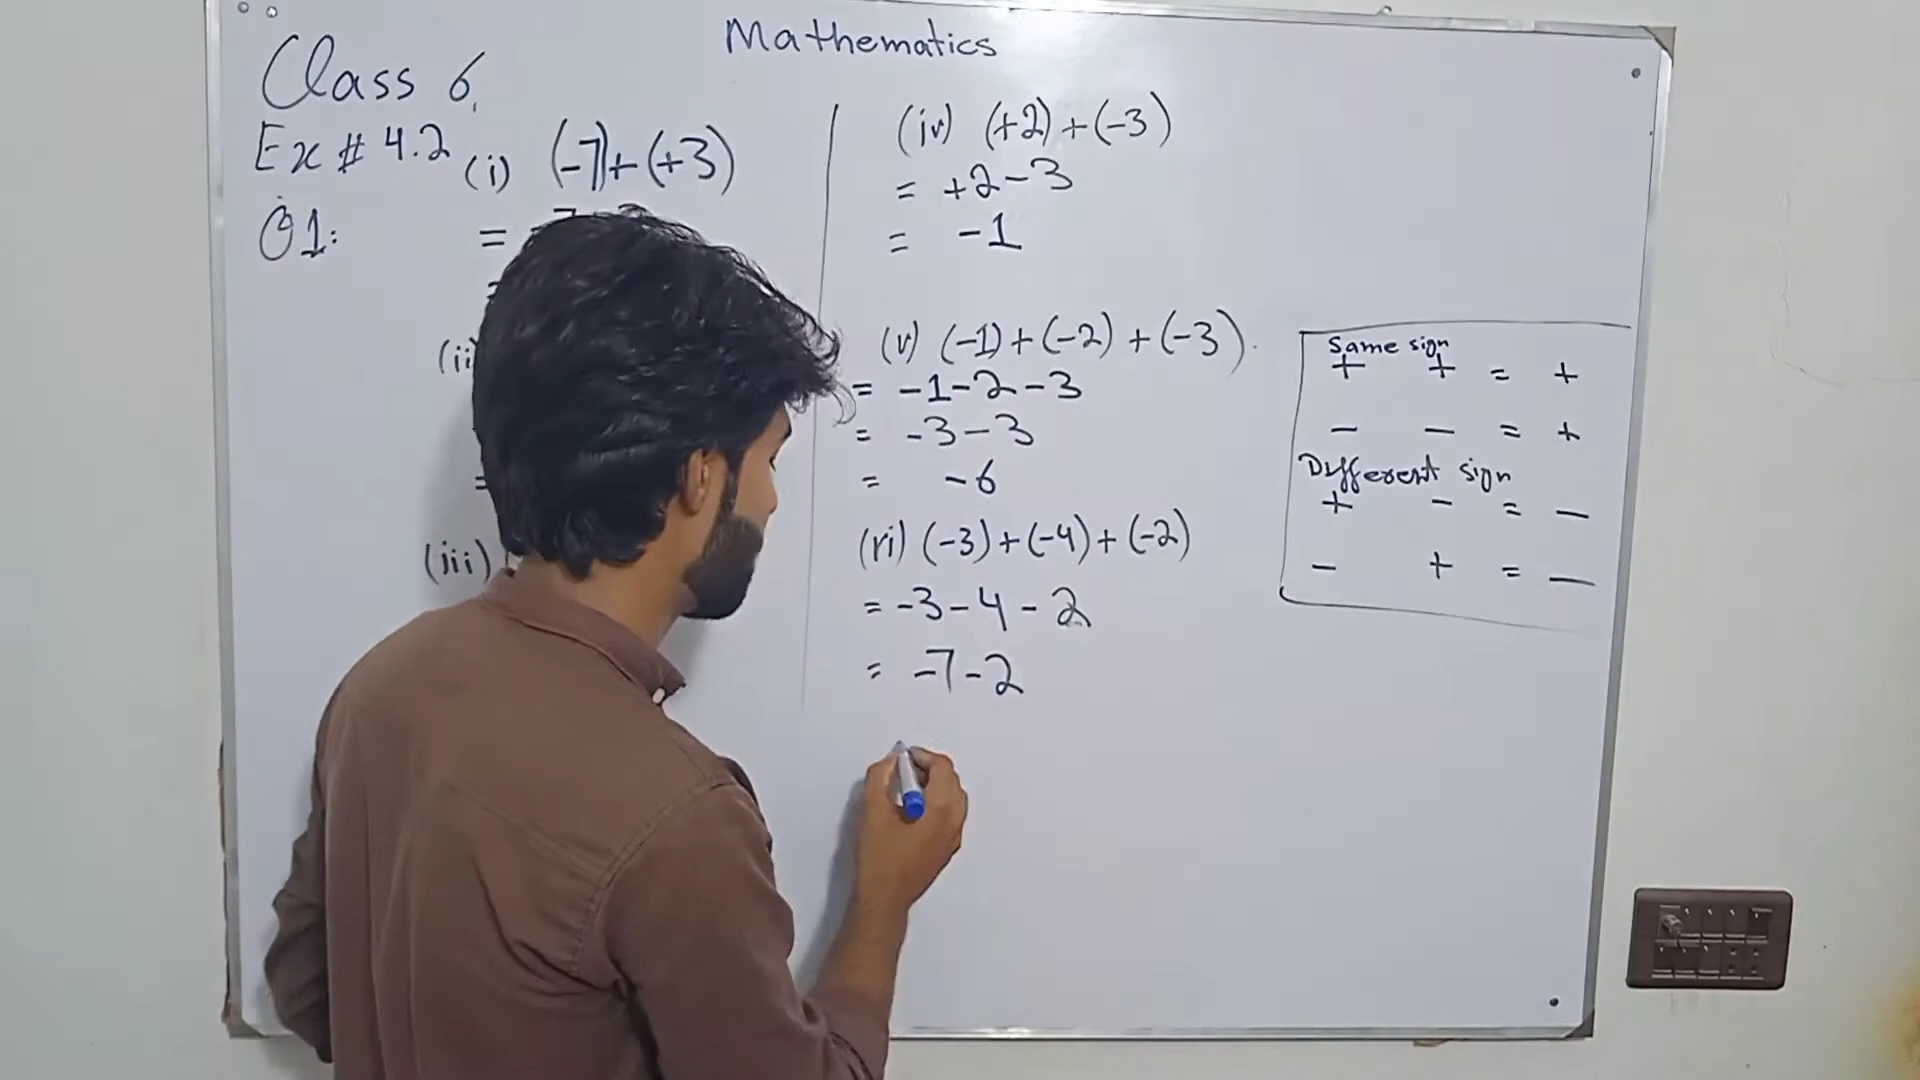 Mathematics
Class 6
Ex # 4.2
Q1:
(i) (-7)+(+3)
=
(ii)
=
(iii)
(iv) (+2)+(-3)
= +2-3
= -1
(v) (-1)+(-2)+(-3)
= -1-2-3
= -3-3
= -6
(vi) (-3)+(-4)+(-2)
= -3-4-2
= -7-2
Same sign
+ + = +
- - = +
Different sign
+ - = -
- + = -